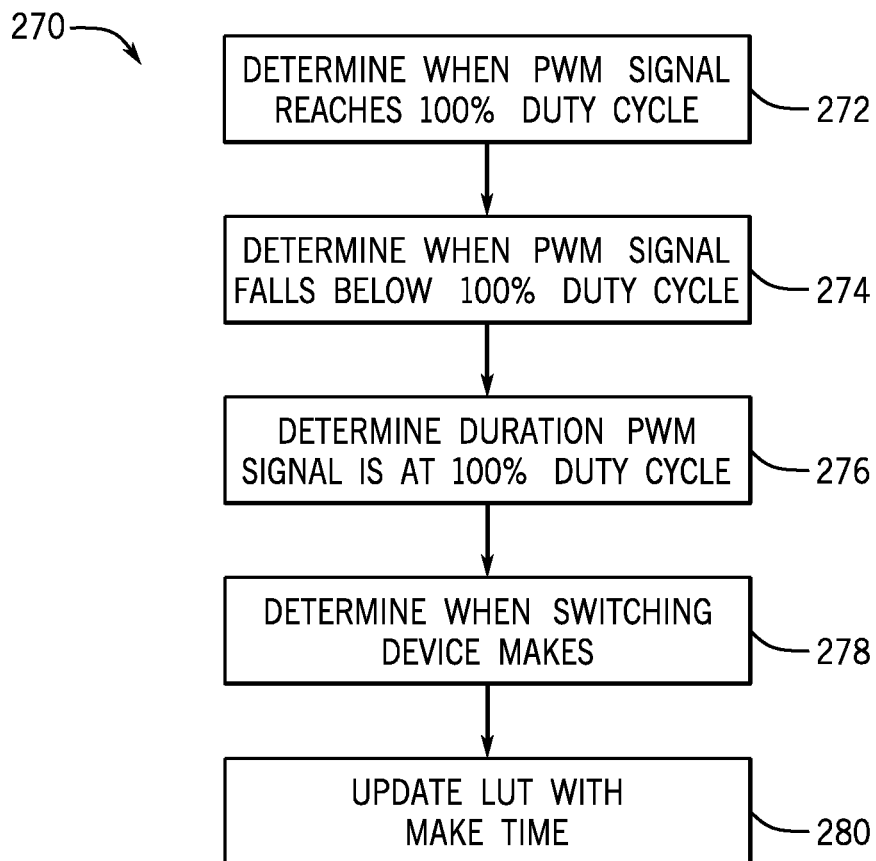 270
DETERMINE WHEN PWM SIGNAL
REACHES 100% DUTY CYCLE
272
DETERMINE WHEN PWM SIGNAL
FALLS BELOW 100% DUTY CYCLE
274
DETERMINE DURATION PWM
SIGNAL IS AT 100% DUTY CYCLE
276
DETERMINE WHEN SWITCHING
DEVICE MAKES
278
UPDATE LUT WITH
MAKE TIME
280